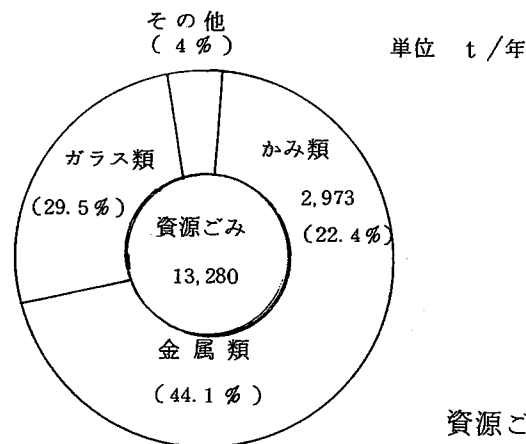 その他
(4%)
単位 t/年
ガラス類
(29.5%)
かみ類
2,973
(22.4%)
資源ごみ
13,280
金属類
(44.1%)
資源ご